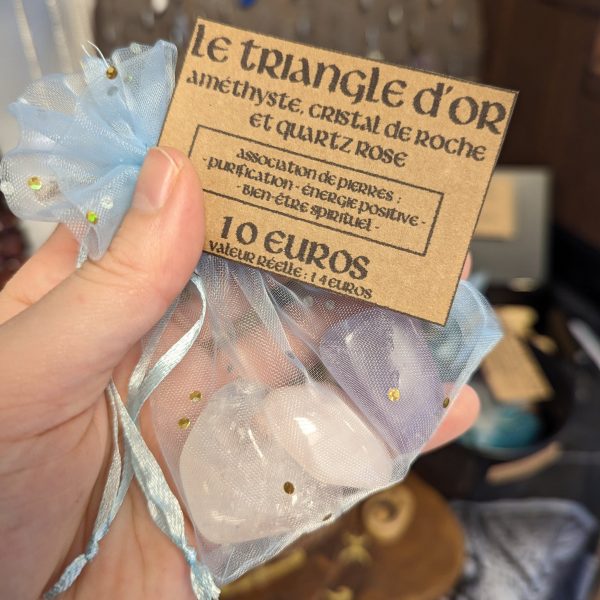 Le Triangle d'Or
améthyste, cristal de roche
et quartz rose
association de pierres :
- purification - énergie positive -
- bien-être spirituel -
10 euros
valeur réelle : 14 euros